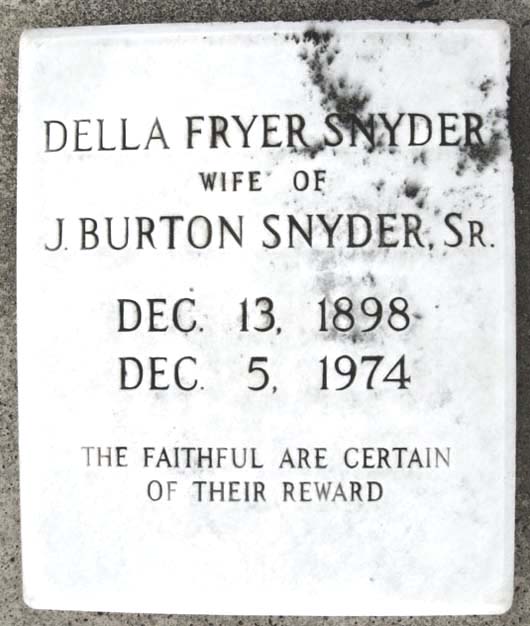 DELLA FRYER SNYDER
WIFE OF
J. BURTON SNYDER, SR.
DEC. 13, 1898
DEC. 5, 1974
THE FAITHFUL ARE CERTAIN
OF THEIR REWARD